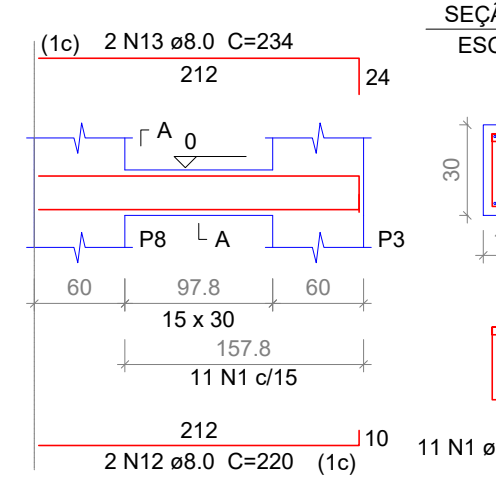 SEÇÃ
(1c) 2 N13 ø8.0 C=234
ESC
212
24
A
0
30
P8
A
P3
60
97.8
60
15 x 30
157.8
11 N1 c/15
212
10
2 N12 ø8.0 C=220 (1c)
11 N1 ø